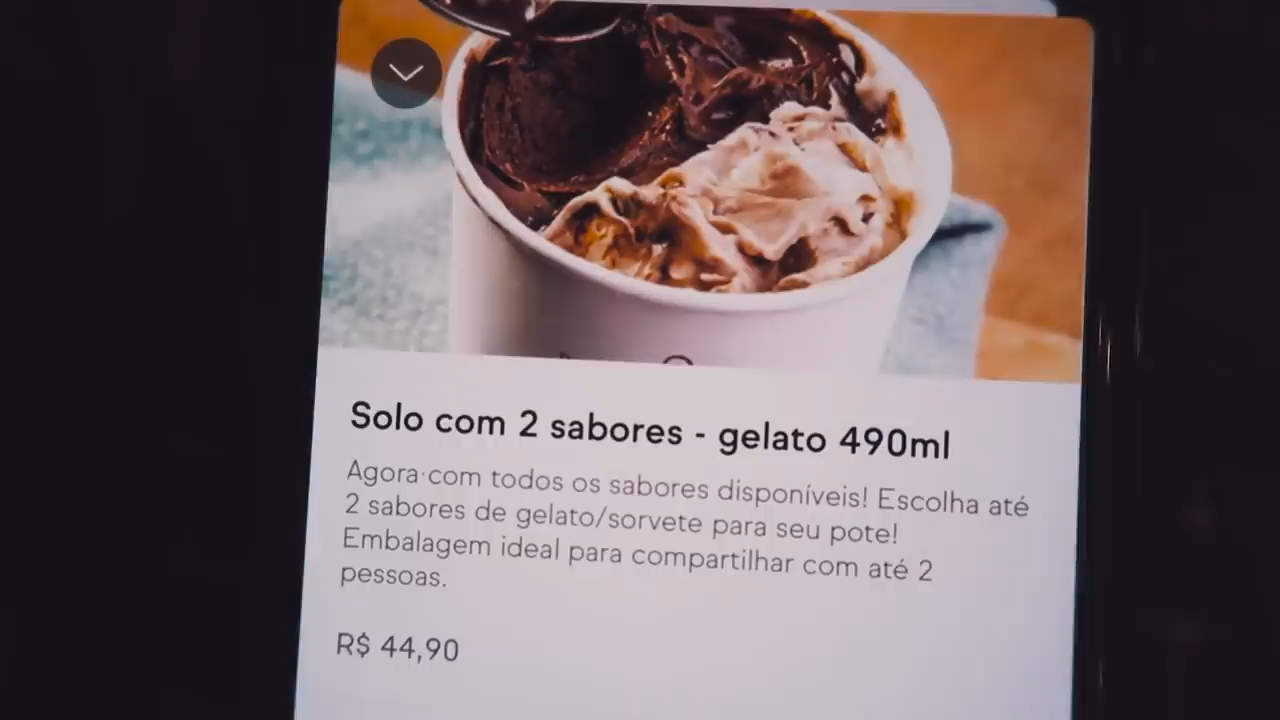 Solo com 2 sabores - gelato 490ml
Agora com todos os sabores disponíveis! Escolha até
2 sabores de gelato/sorvete para seu pote!
Embalagem ideal para compartilhar com até 2
pessoas.
R$ 44,90